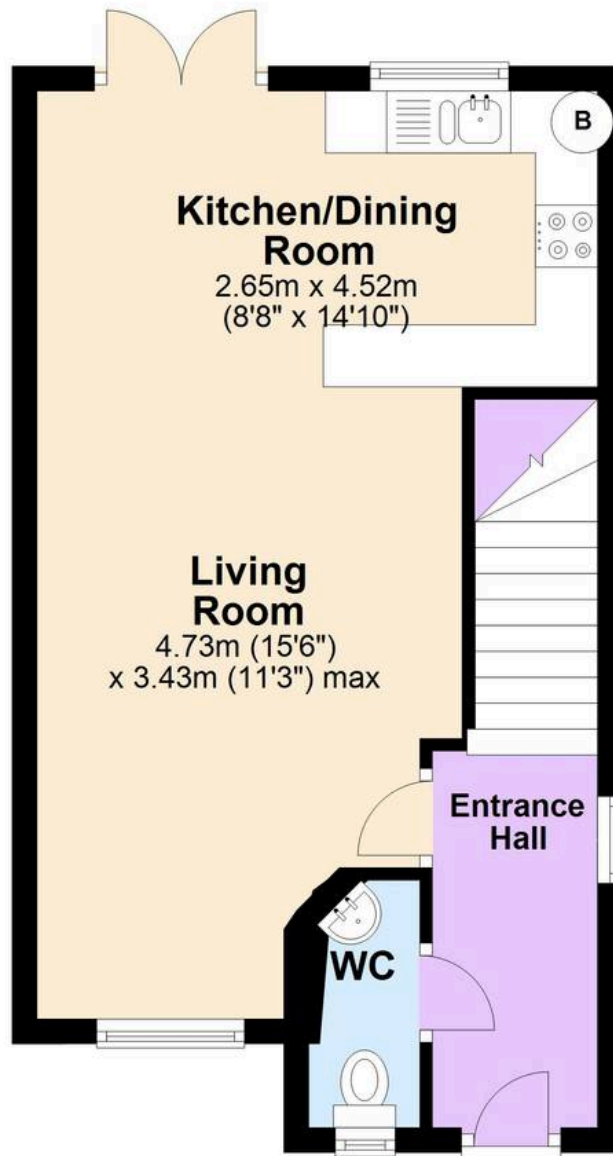 B
Kitchen/Dining
Room
2.65m x 4.52m
(8'8" x 14'10")
Living
Room
4.73m (15'6")
x 3.43m (11'3") max
Entrance
Hall
WC